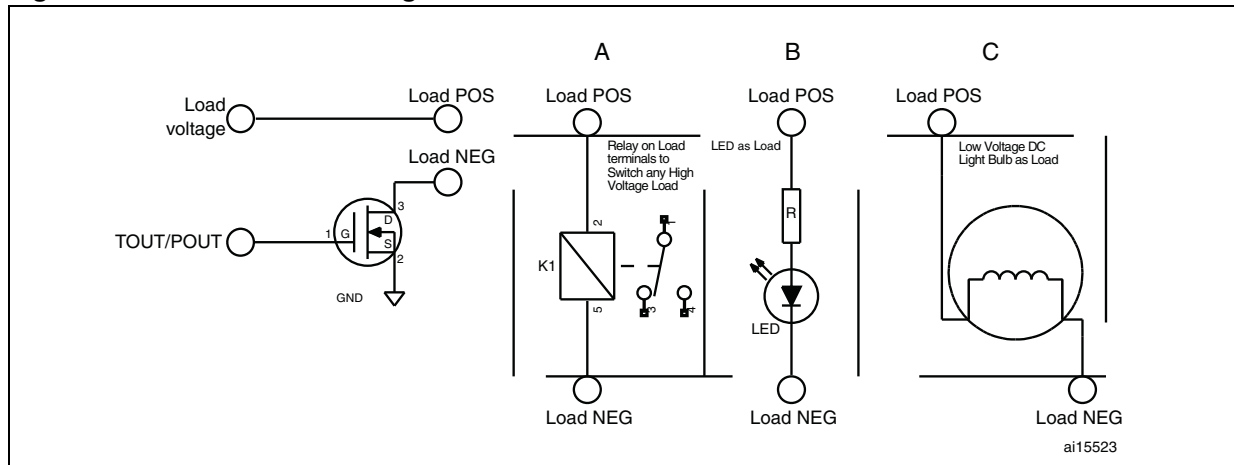 A
B
C
Load
voltage
Load POS
Load NEG
TOUT/POUT
1
G
D
S
3
2
GND
Load POS
Relay on Load
terminals to
Switch any High
Voltage Load
2
K1
5
1
3
4
Load NEG
Load POS
LED as Load
R
LED
Load NEG
Load POS
Low Voltage DC
Light Bulb as Load
Load NEG
ai15523